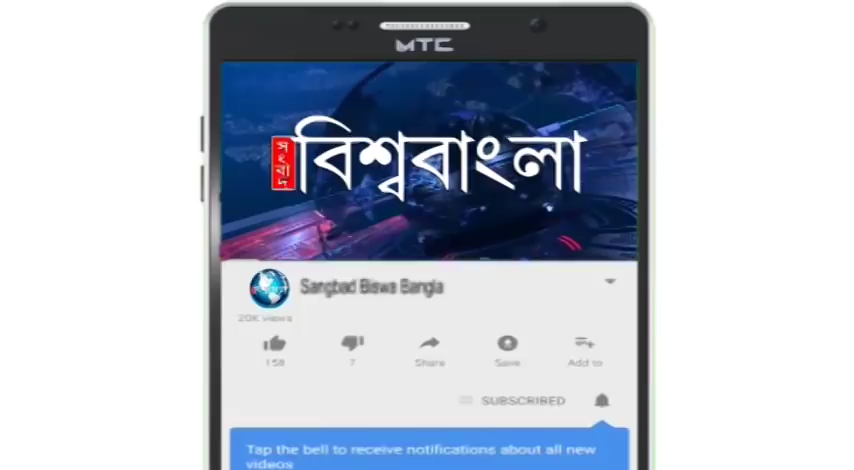 MTC
সংবাদ
বিশ্ববাংলা
Sangbad Biswa Bangla
20K views
158
7
Share
Save
Add to
SUBSCRIBED
Tap the bell to receive notifications about all new
videos